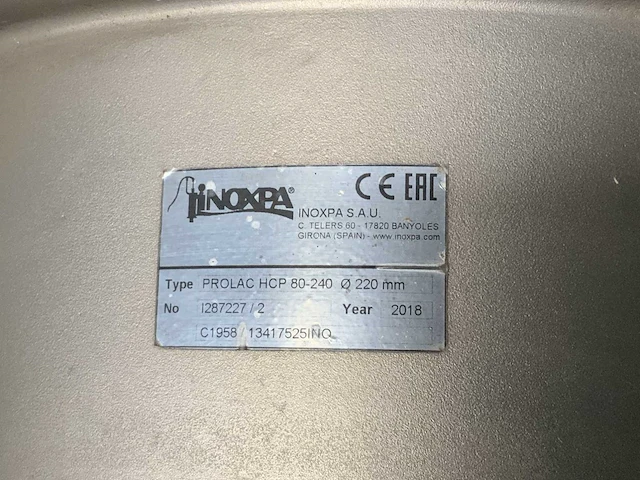 INOXPA®
CE EAC
INOXPA S.A.U.
C. TELERS 60 - 17820 BANYOLES
GIRONA (SPAIN) - www.inoxpa.com
Type PROLAC HCP 80-240 Ø 220 mm
No I287227 / 2 Year 2018
C1958 / 13417525INO